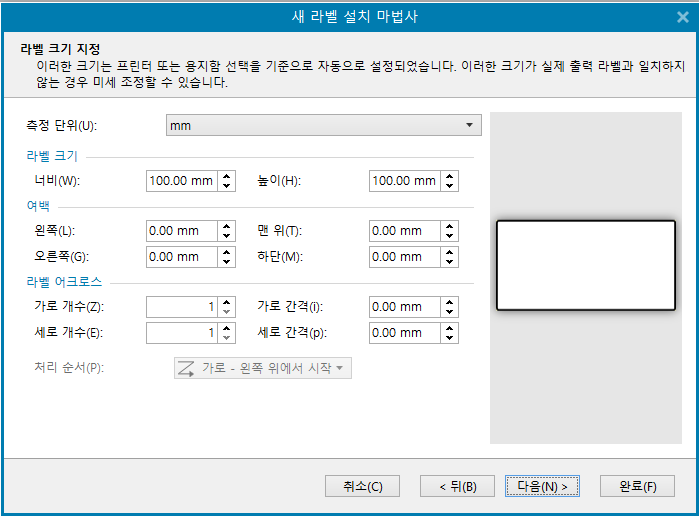 새 라벨 설치 마법사
라벨 크기 지정
이러한 크기는 프린터 또는 용지함 선택을 기준으로 자동으로 설정되었습니다. 이러한 크기가 실제 출력 라벨과 일치하지
않는 경우 미세 조정할 수 있습니다.
측정 단위(U): mm
라벨 크기
너비(W): 100.00 mm 높이(H): 100.00 mm
여백
왼쪽(L): 0.00 mm 맨 위(T): 0.00 mm
오른쪽(G): 0.00 mm 하단(M): 0.00 mm
라벨 어크로스
가로 개수(Z): 1 가로 간격(i): 0.00 mm
세로 개수(E): 1 세로 간격(p): 0.00 mm
처리 순서(P): 가로 - 왼쪽 위에서 시작
취소(C) < 뒤(B) 다음(N) > 완료(F)